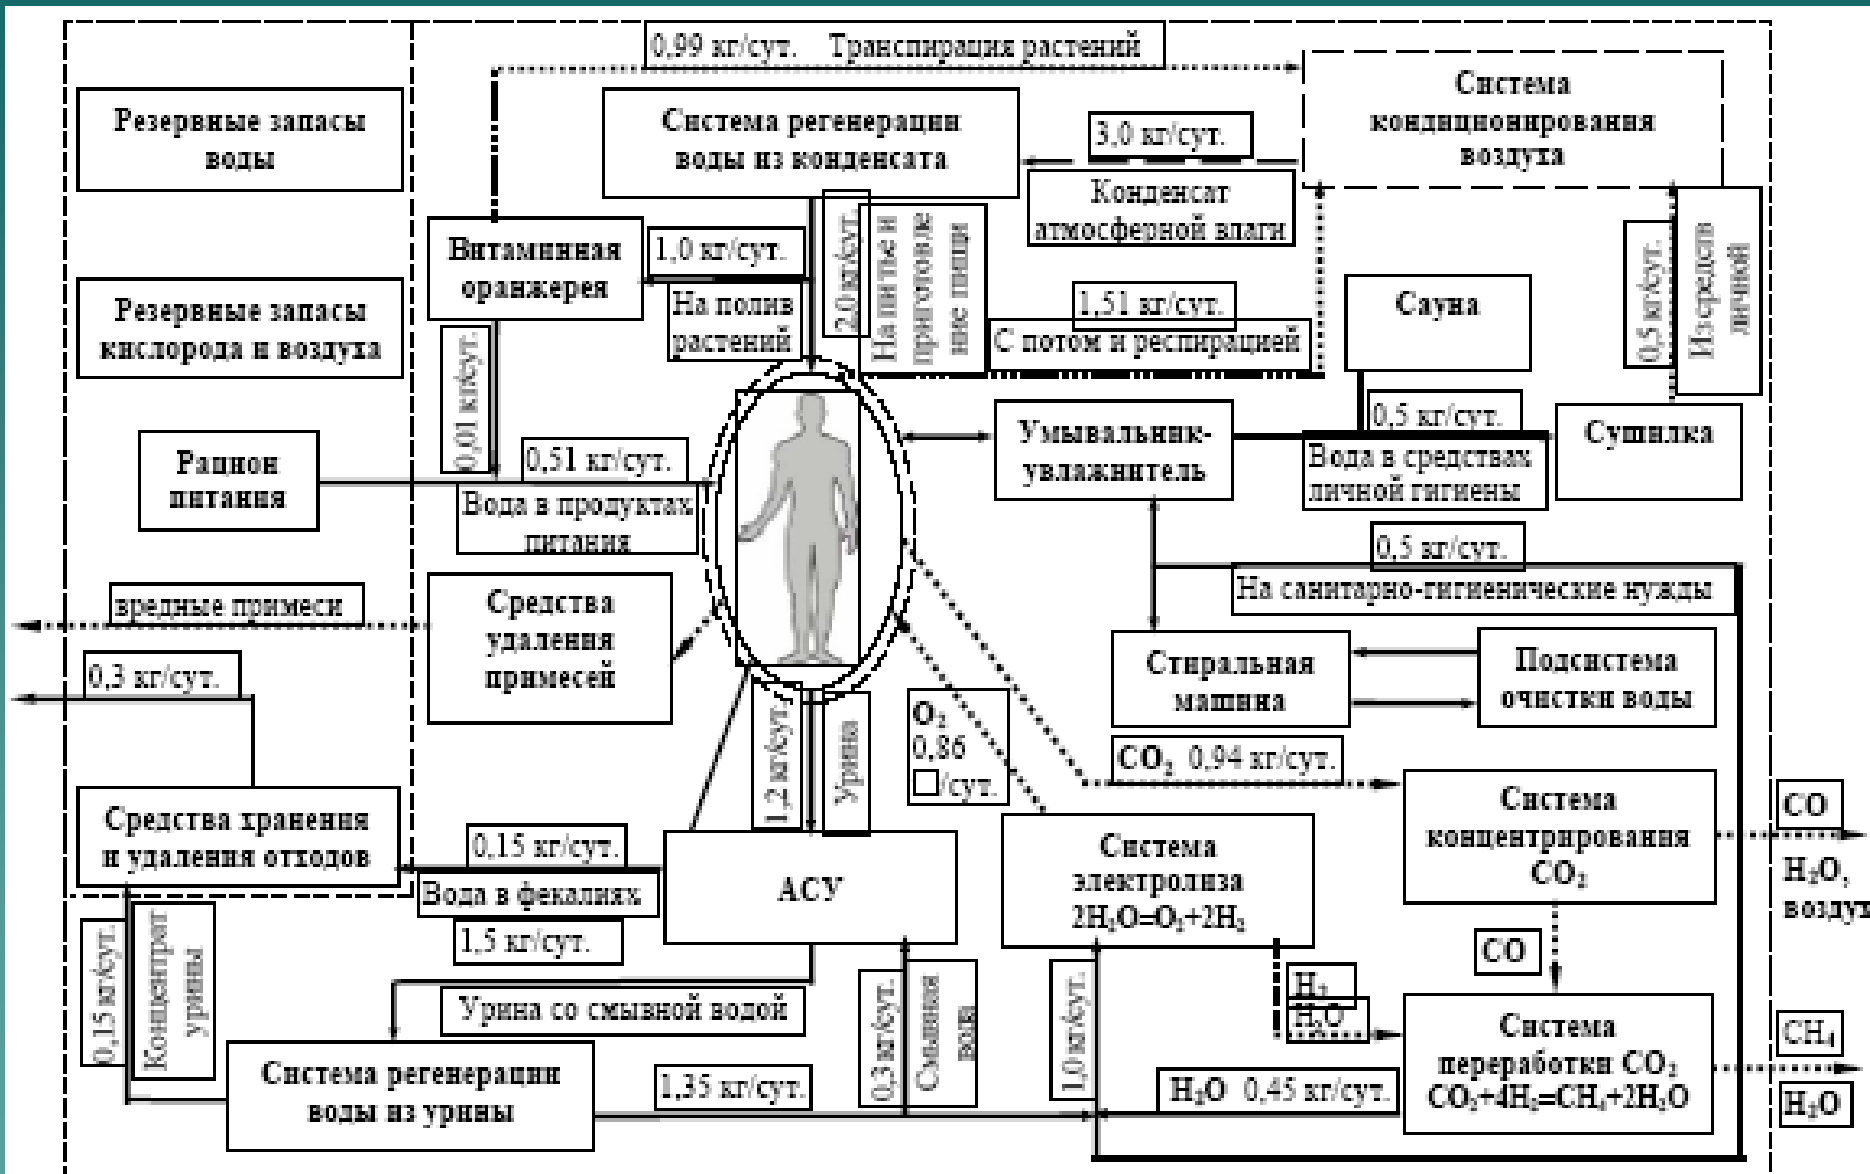 0,99 кг/сут. Транспирация растений
Резервные запасы
воды
Система регенерации
воды из конденсата
3,0 кг/сут.
Конденсат
атмосферной влаги
Система
кондиционирования
воздуха
Витаминная
оранжерея
1,0 кг/сут.
На полив
растений
2,0 кг/сут.
На питье и
приготовле
ние пищи
1,51 кг/сут.
С потом и респирацией
Сауна
0,5 кг/сут.
Из средств
личной
Резервные запасы
кислорода и воздуха
0,01 кг/сут.
Рацион
питания
0,51 кг/сут.
Вода в продуктах
питания
Умывальник-
увлажнитель
0,5 кг/сут.
Вода в средствах
личной гигиены
Сушилка
0,5 кг/сут.
На санитарно-гигиенические нужды
вредные примеси
Средства
удаления
примесей
0,3 кг/сут.
Стиральная
машина
Подсистема
очистки воды
1,2 кг/сут.
Урина
O₂
0,86
/сут.
CO₂ 0,94 кг/сут.
Средства хранения
и удаления отходов
0,15 кг/сут.
Вода в фекалиях
1,5 кг/сут.
АСУ
Система
электролиза
2H₂O=O₂+2H₂
Система
концентрирования
CO₂
CO
H₂O,
воздух
CO
0,15 кг/сут.
Концентрат
урины
Урина со смывной водой
0,3 кг/сут.
Смывная
вода
1,0 кг/сут.
H₂
H₂O
Система регенерации
воды из урины
1,35 кг/сут.
H₂O 0,45 кг/сут.
Система
переработки CO₂
CO₂+4H₂=CH₄+2H₂O
CH₄
H₂O